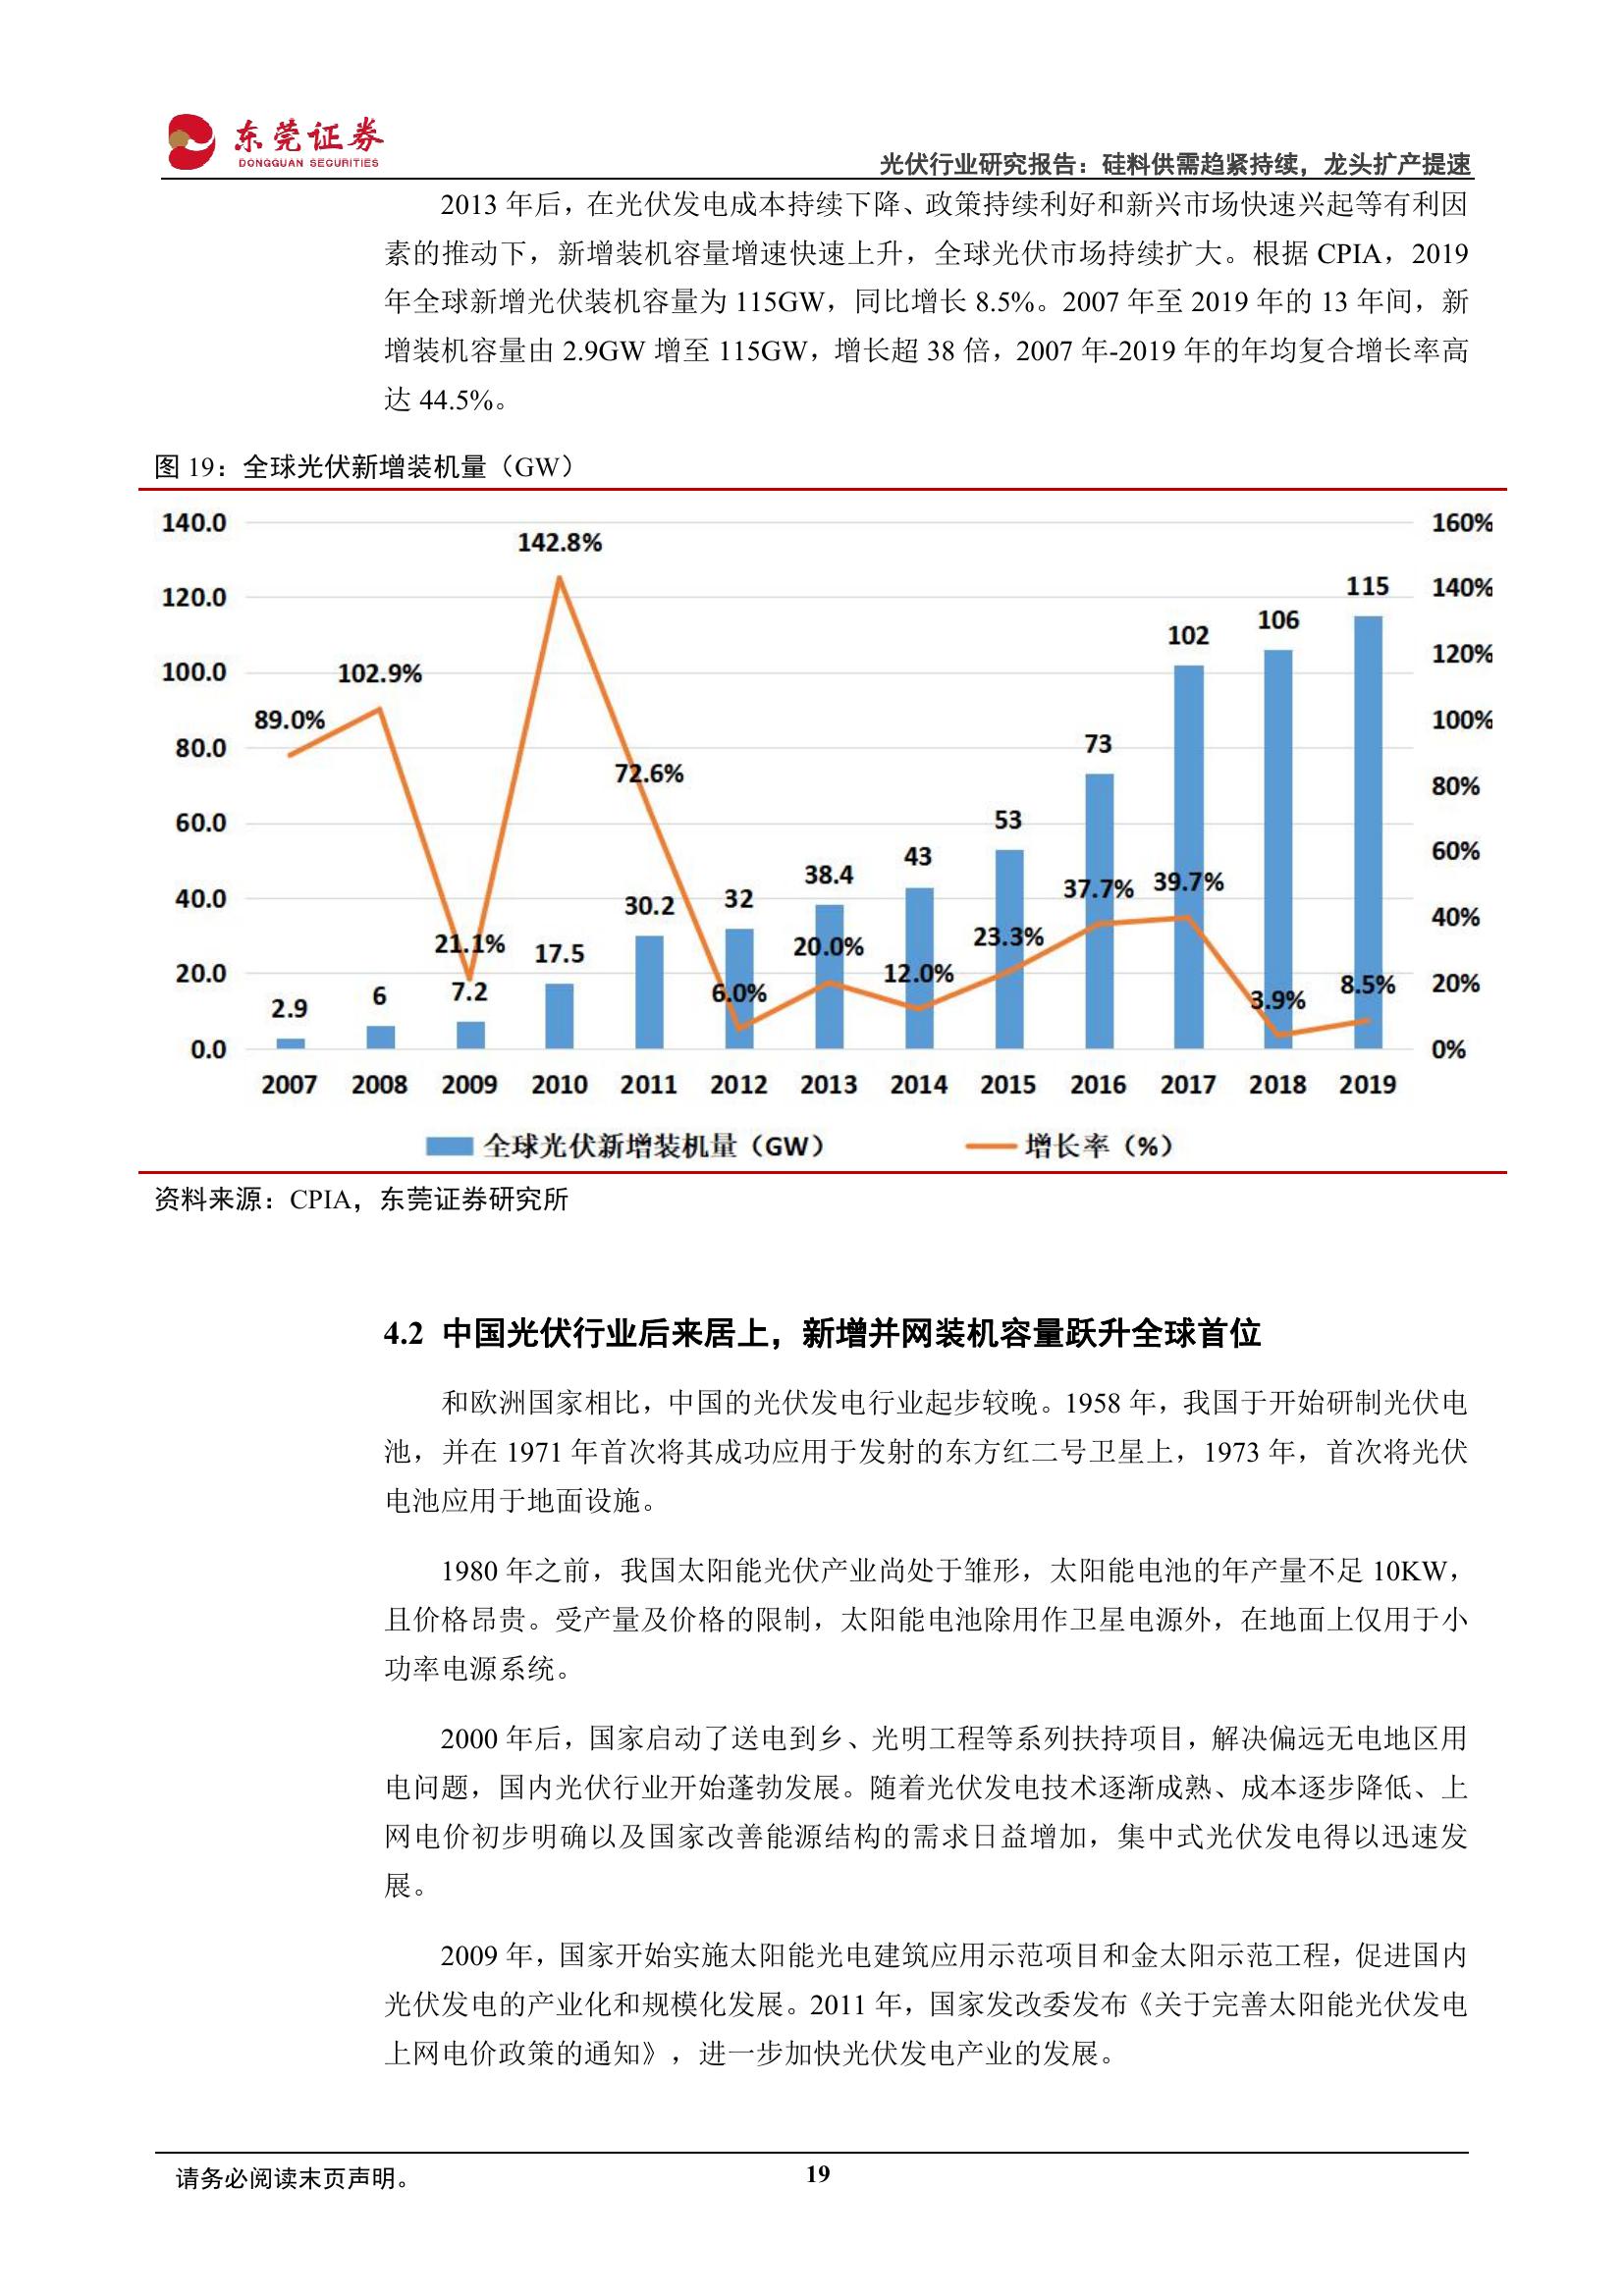 东莞证券
DONGGUAN SECURITIES
光伏行业研究报告：硅料供需趋紧持续，龙头扩产提速
2013 年后，在光伏发电成本持续下降、政策持续利好和新兴市场快速兴起等有利因
素的推动下，新增装机容量增速快速上升，全球光伏市场持续扩大。根据 CPIA，2019
年全球新增光伏装机容量为 115GW，同比增长 8.5%。2007 年至 2019 年的 13 年间，新
增装机容量由 2.9GW 增至 115GW，增长超 38 倍，2007 年-2019 年的年均复合增长率高
达 44.5%。
图 19：全球光伏新增装机量（GW）
140.0
120.0
100.0
80.0
60.0
40.0
20.0
0.0
160%
140%
120%
100%
80%
60%
40%
20%
0%
89.0%
102.9%
21.1%
142.8%
72.6%
6.0%
20.0%
12.0%
23.3%
37.7%
39.7%
3.9%
8.5%
2.9
6
7.2
17.5
30.2
32
38.4
43
53
73
102
106
115
2007 2008 2009 2010 2011 2012 2013 2014 2015 2016 2017 2018 2019
全球光伏新增装机量（GW） 增长率（%）
资料来源：CPIA，东莞证券研究所
4.2 中国光伏行业后来居上，新增并网装机容量跃升全球首位
和欧洲国家相比，中国的光伏发电行业起步较晚。1958 年，我国于开始研制光伏电
池，并在 1971 年首次将其成功应用于发射的东方红二号卫星上，1973 年，首次将光伏
电池应用于地面设施。
1980 年之前，我国太阳能光伏产业尚处于雏形，太阳能电池的年产量不足 10KW，
且价格昂贵。受产量及价格的限制，太阳能电池除用作卫星电源外，在地面上仅用于小
功率电源系统。
2000 年后，国家启动了送电到乡、光明工程等系列扶持项目，解决偏远无电地区用
电问题，国内光伏行业开始蓬勃发展。随着光伏发电技术逐渐成熟、成本逐步降低、上
网电价初步明确以及国家改善能源结构的需求日益增加，集中式光伏发电得以迅速发
展。
2009 年，国家开始实施太阳能光电建筑应用示范项目和金太阳示范工程，促进国内
光伏发电的产业化和规模化发展。2011 年，国家发改委发布《关于完善太阳能光伏发电
上网电价政策的通知》，进一步加快光伏发电产业的发展。
请务必阅读末页声明。
19